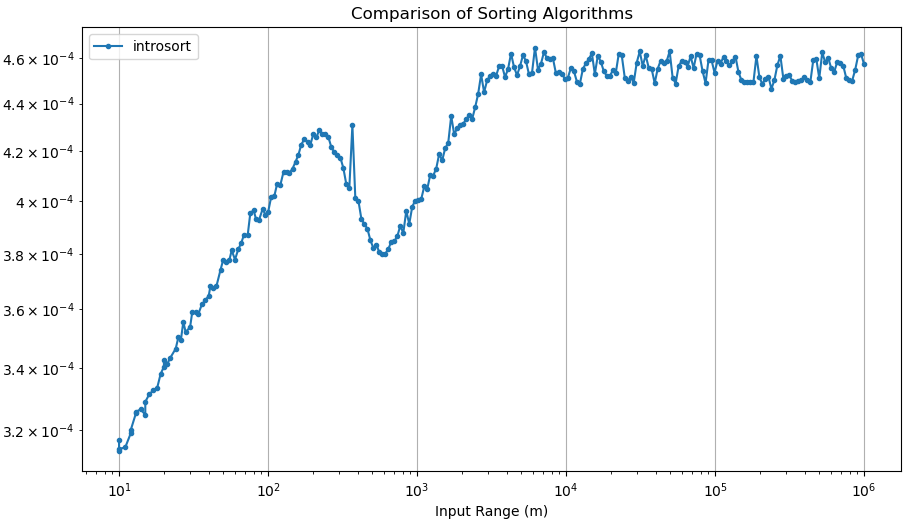 Comparison of Sorting Algorithms
introsort
4.6 × 10⁻⁴
4.4 × 10⁻⁴
4.2 × 10⁻⁴
4 × 10⁻⁴
3.8 × 10⁻⁴
3.6 × 10⁻⁴
3.4 × 10⁻⁴
3.2 × 10⁻⁴
10¹ 10² 10³ 10⁴ 10⁵ 10⁶
Input Range (m)